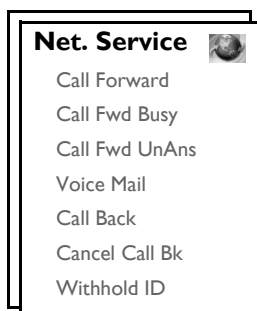 Net. Service
Call Forward
Call Fwd Busy
Call Fwd UnAns
Voice Mail
Call Back
Cancel Call Bk
Withhold ID